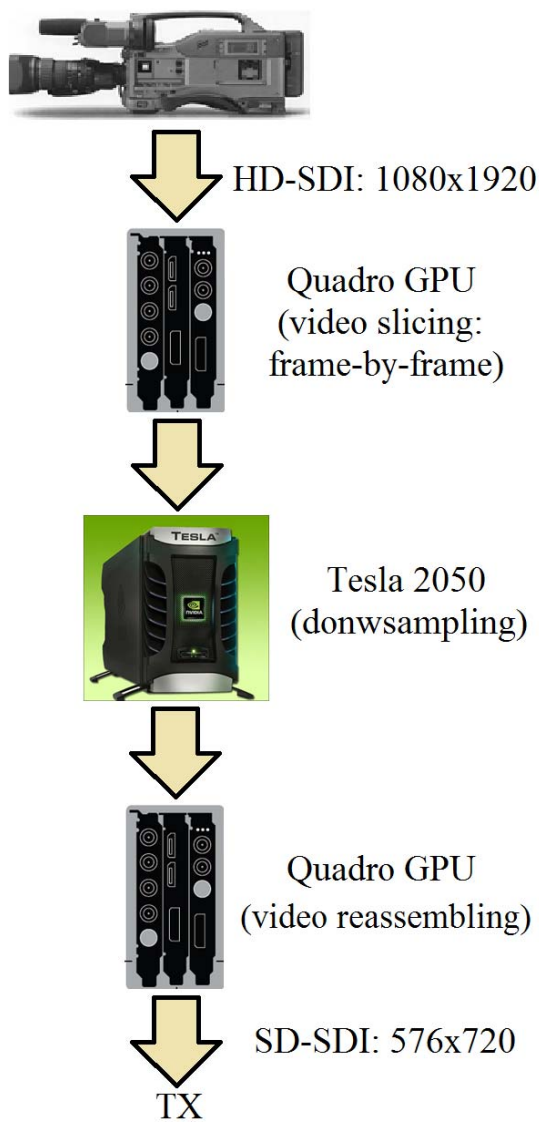 HD-SDI: 1080x1920
Quadro GPU
(video slicing:
frame-by-frame)
TESLA
NVIDIA
Tesla 2050
(donwsampling)
Quadro GPU
(video reassembling)
SD-SDI: 576x720
TX